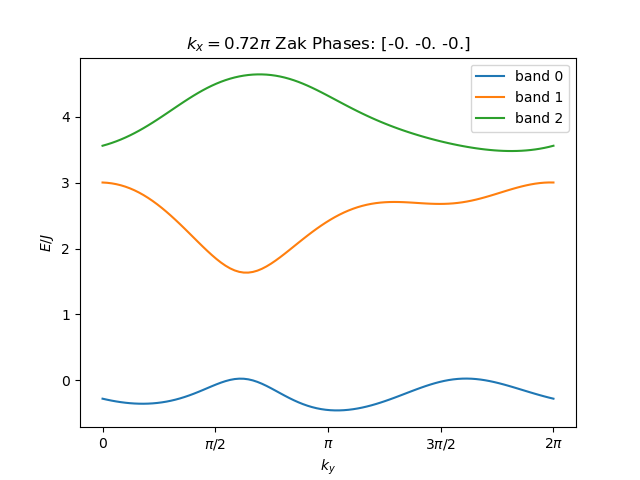 $k_x = 0.72\pi$ Zak Phases: [-0. -0. -0.]
band 0
band 1
band 2
E/J
4
3
2
1
0
0
π/2
π
3π/2
2π
$k_y$